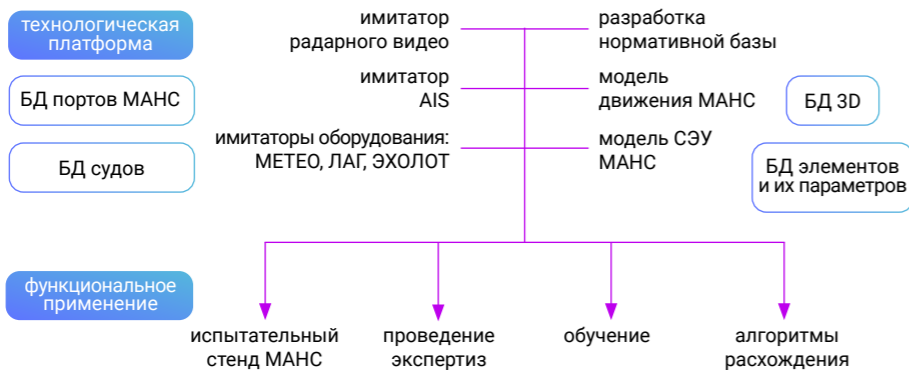 технологическая
платформа
БД портов МАНС
БД судов
имитатор
радарного видео
имитатор
AIS
имитаторы оборудования:
МЕТЕО, ЛАГ, ЭХОЛОТ
разработка
нормативной базы
модель
движения МАНС
модель СЭУ
МАНС
БД 3D
БД элементов
и их параметров
функциональное
применение
испытательный
стенд МАНС
проведение
экспертиз
обучение
алгоритмы
расхождения